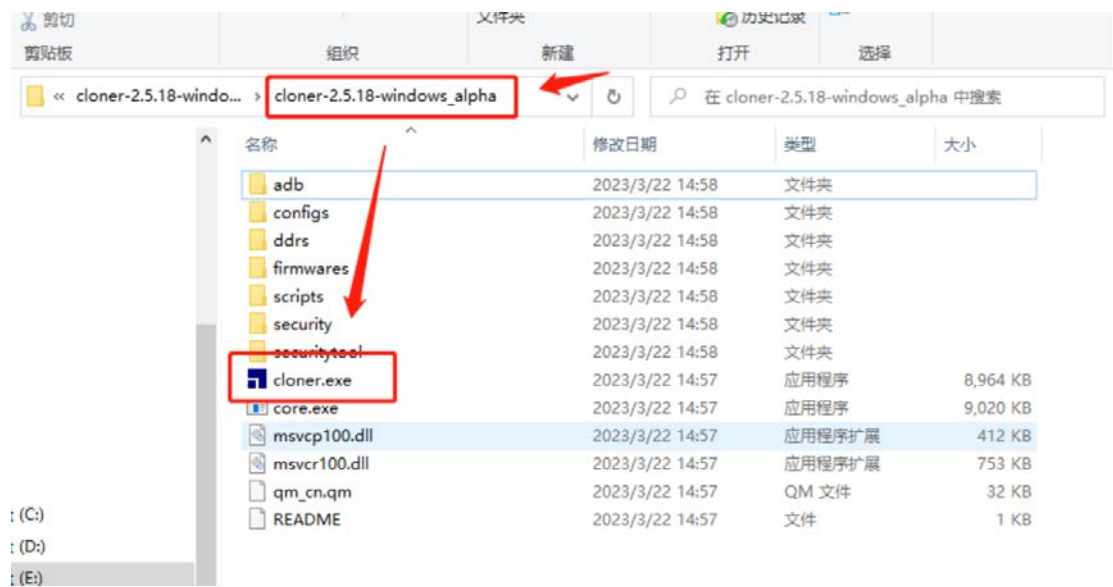 剪切
文件夹
历史记录
剪贴板 组织 新建 打开 选择
« cloner-2.5.18-windo... › cloner-2.5.18-windows_alpha
在 cloner-2.5.18-windows_alpha 中搜索
名称 修改日期 类型 大小
adb 2023/3/22 14:58 文件夹
configs 2023/3/22 14:58 文件夹
ddrs 2023/3/22 14:58 文件夹
firmwares 2023/3/22 14:58 文件夹
scripts 2023/3/22 14:58 文件夹
security 2023/3/22 14:58 文件夹
securitytool 2023/3/22 14:58 文件夹
cloner.exe 2023/3/22 14:57 应用程序 8,964 KB
core.exe 2023/3/22 14:57 应用程序 9,020 KB
msvcp100.dll 2023/3/22 14:57 应用程序扩展 412 KB
msvcr100.dll 2023/3/22 14:57 应用程序扩展 753 KB
qm_cn.qm 2023/3/22 14:57 QM 文件 32 KB
README 2023/3/22 14:57 文件 1 KB
(C:)
(D:)
(E:)